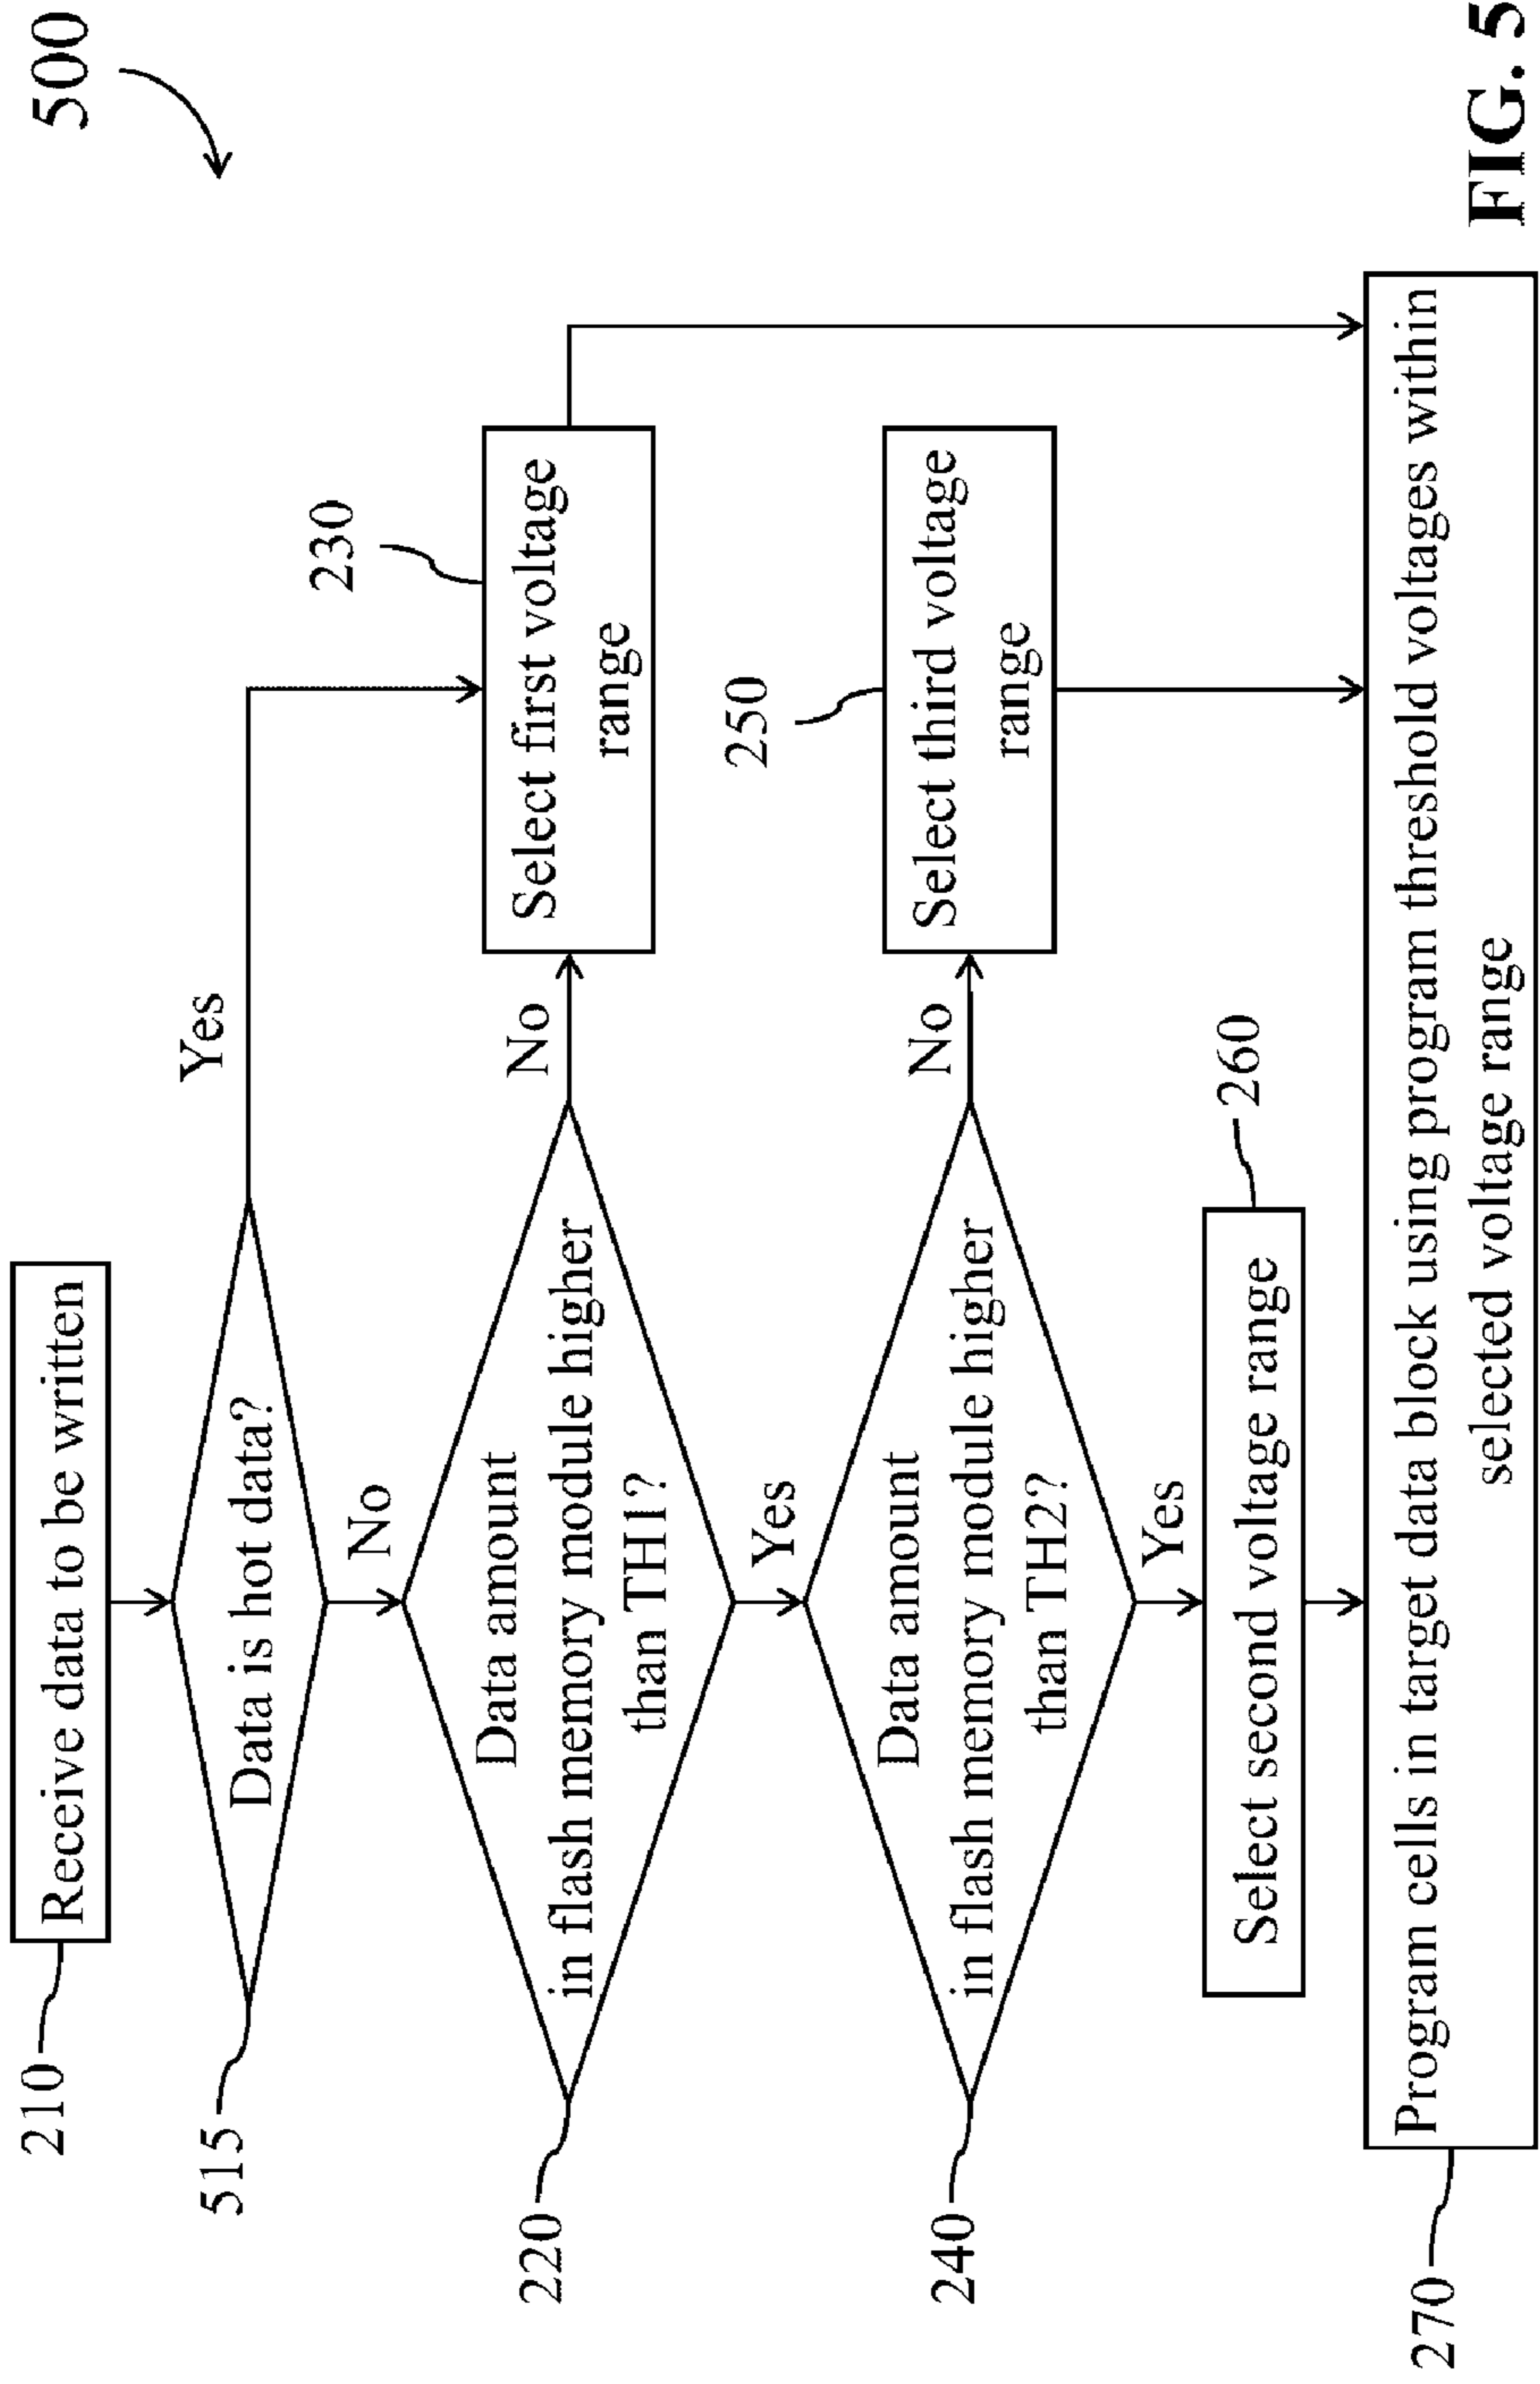 500
210
Receive data to be written
515
Data is hot data?
Yes
No
220
Data amount
in flash memory module higher
than TH1?
No
230
Select first voltage
range
Yes
240
Data amount
in flash memory module higher
than TH2?
No
250
Select third voltage
range
Yes
260
Select second voltage range
270
Program cells in target data block using program threshold voltages within
selected voltage range
FIG. 5